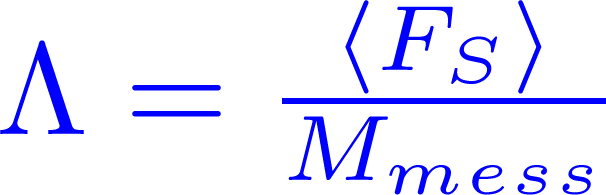 Λ = ⟨F_S⟩ / M_mess